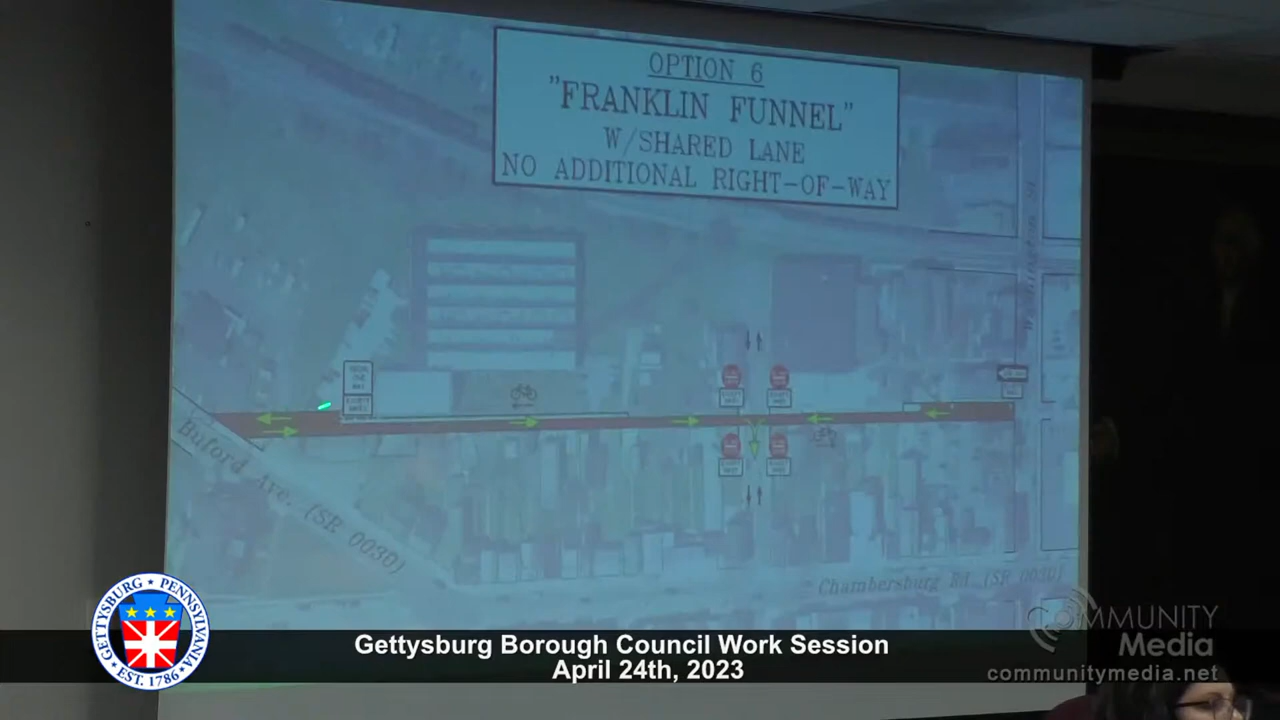 OPTION 6
"FRANKLIN FUNNEL"
W/SHARED LANE
NO ADDITIONAL RIGHT-OF-WAY
Washington St
Buford Ave. (SR 0030)
Chambersburg Rd. (SR 0030)
GETTYSBURG ★ PENNSYLVANIA
EST. 1786
Gettysburg Borough Council Work Session
April 24th, 2023
COMMUNITY
Media
communitymedia.net